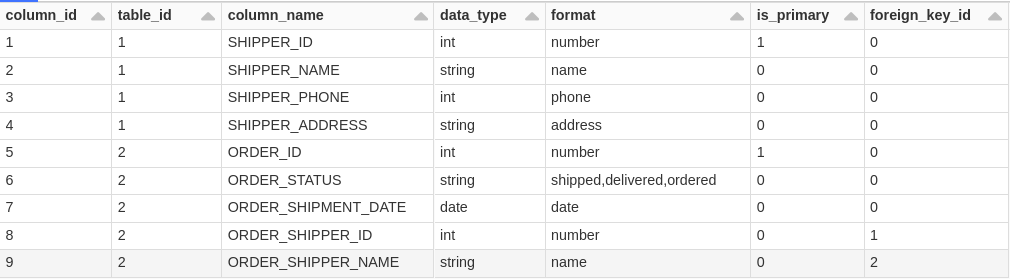 column_id table_id column_name data_type format is_primary foreign_key_id
1 1 SHIPPER_ID int number 1 0
2 1 SHIPPER_NAME string name 0 0
3 1 SHIPPER_PHONE int phone 0 0
4 1 SHIPPER_ADDRESS string address 0 0
5 2 ORDER_ID int number 1 0
6 2 ORDER_STATUS string shipped,delivered,ordered 0 0
7 2 ORDER_SHIPMENT_DATE date date 0 0
8 2 ORDER_SHIPPER_ID int number 0 1
9 2 ORDER_SHIPPER_NAME string name 0 2